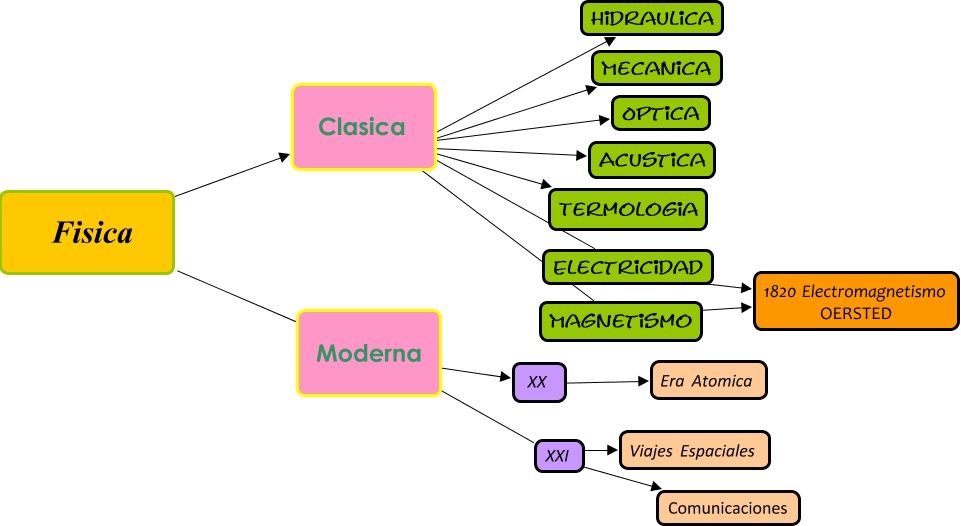 Fisica
Clasica
HIDRAULICA
MECANICA
OPTICA
ACUSTICA
TERMOLOGIA
ELECTRICIDAD
MAGNETISMO
1820 Electromagnetismo
OERSTED
Moderna
XX
Era Atomica
XXI
Viajes Espaciales
Comunicaciones